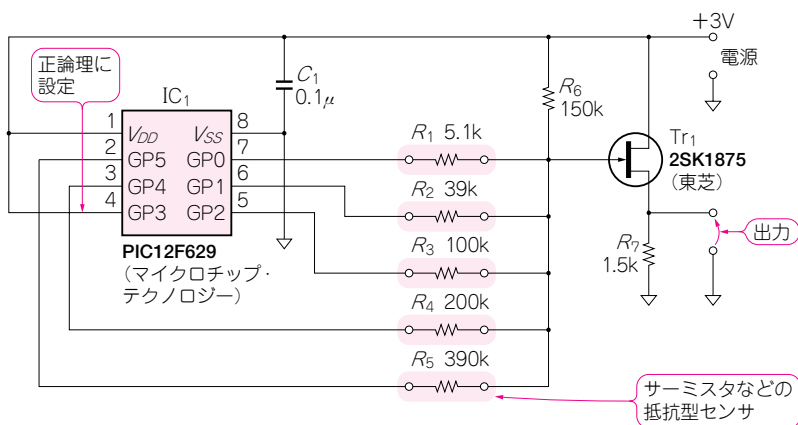 +3V
電源
正論理に
設定
IC1
C1
0.1μ
R6
150k
1
VDD
VSS
8
2
GP5
GP0
7
3
GP4
GP1
6
4
GP3
GP2
5
R1 5.1k
R2 39k
R3 100k
R4 200k
R5 390k
Tr1
2SK1875
(東芝)
出力
R7
1.5k
PIC12F629
(マイクロチップ・
テクノロジー)
サーミスタなどの
抵抗型センサ